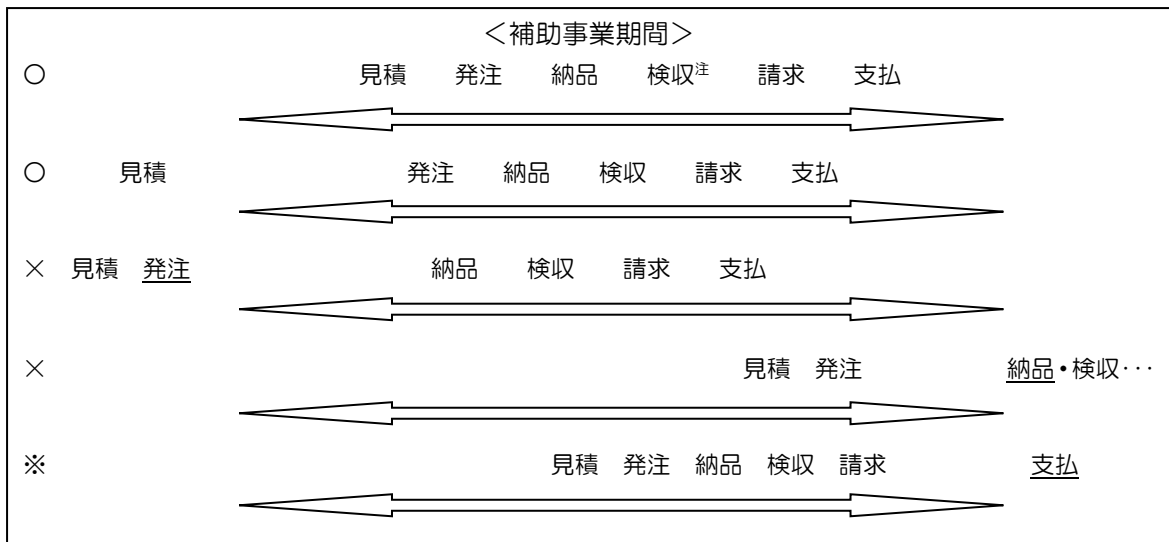 ＜補助事業期間＞
○ 見積 発注 納品 検収注 請求 支払
○ 見積 発注 納品 検収 請求 支払
× 見積 発注 納品 検収 請求 支払
× 見積 発注 納品・検収･･･
※ 見積 発注 納品 検収 請求 支払